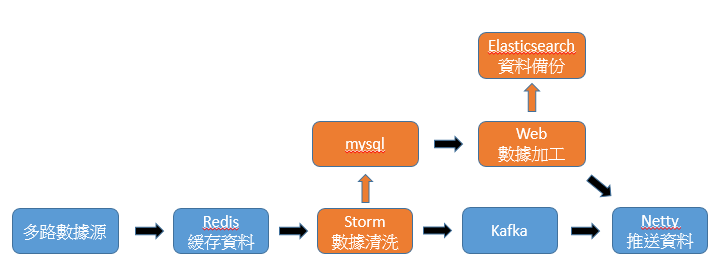 Elasticsearch
資料備份
mysql
Web
數據加工
多路數據源
Redis
緩存資料
Storm
數據清洗
Kafka
Netty
推送資料